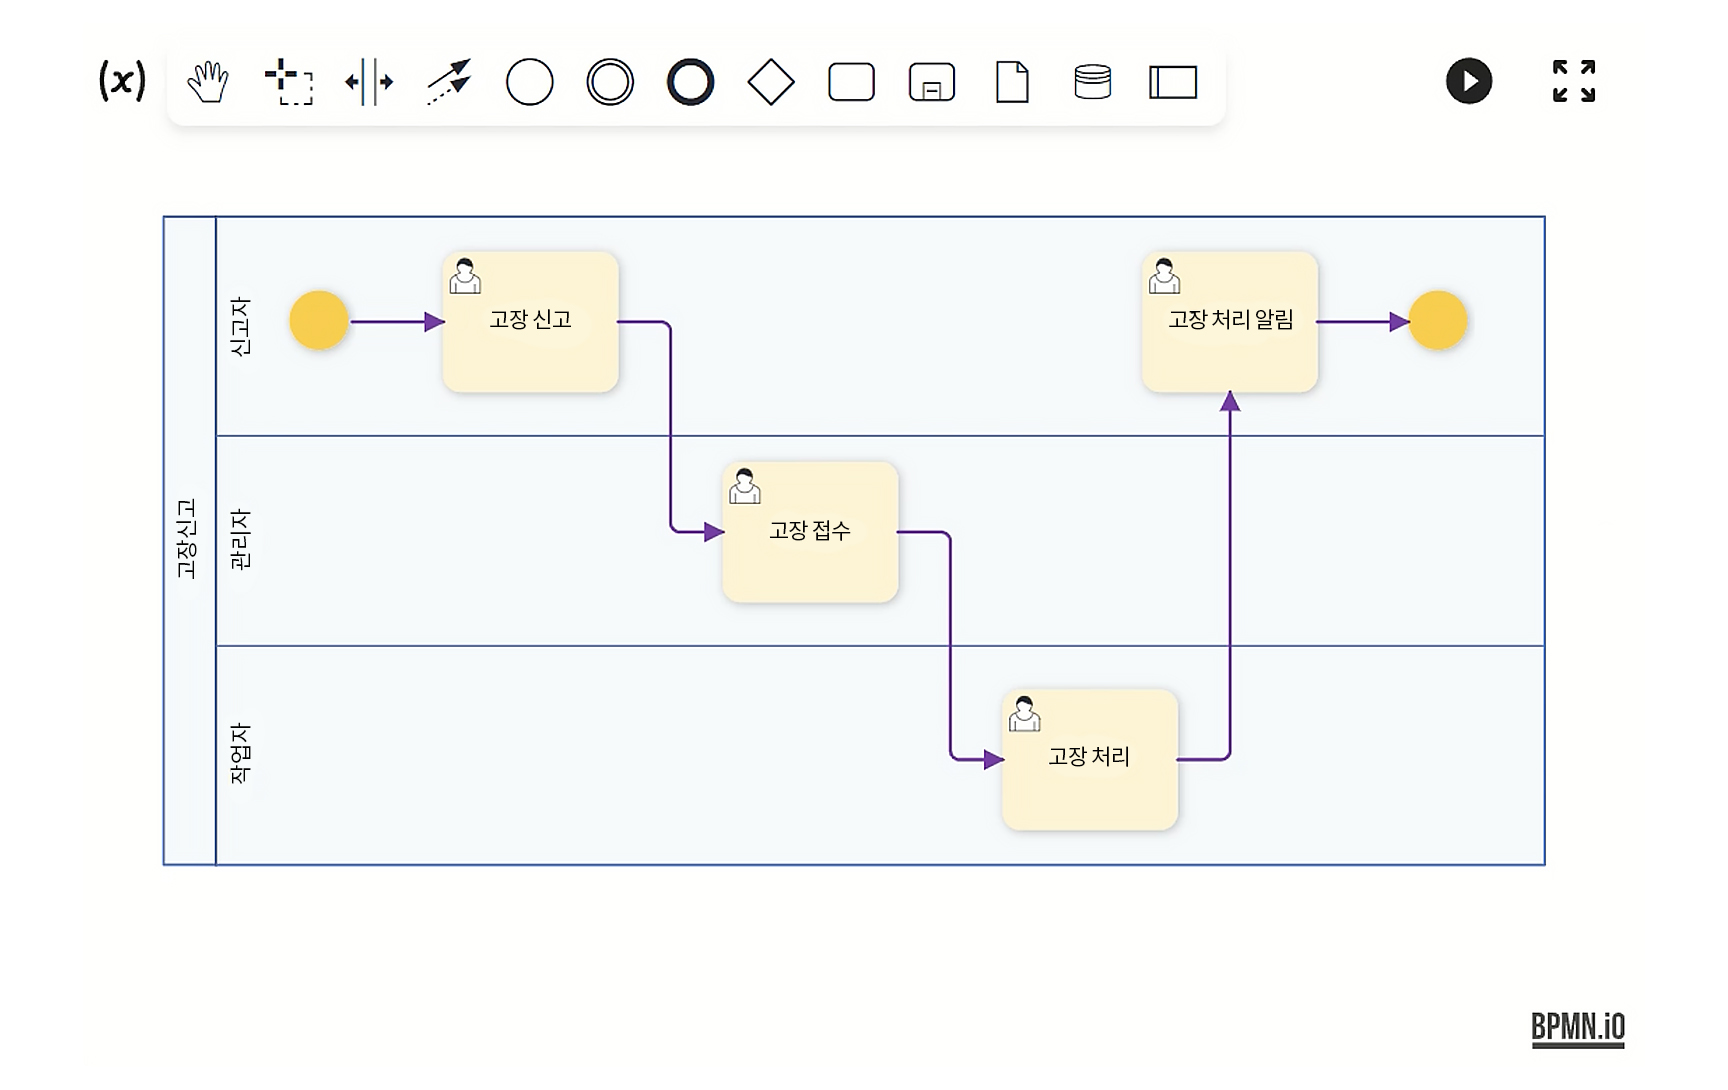 (x)
고장신고
신고자
고장 신고
고장 처리 알림
관리자
고장 접수
작업자
고장 처리
BPMN.iO